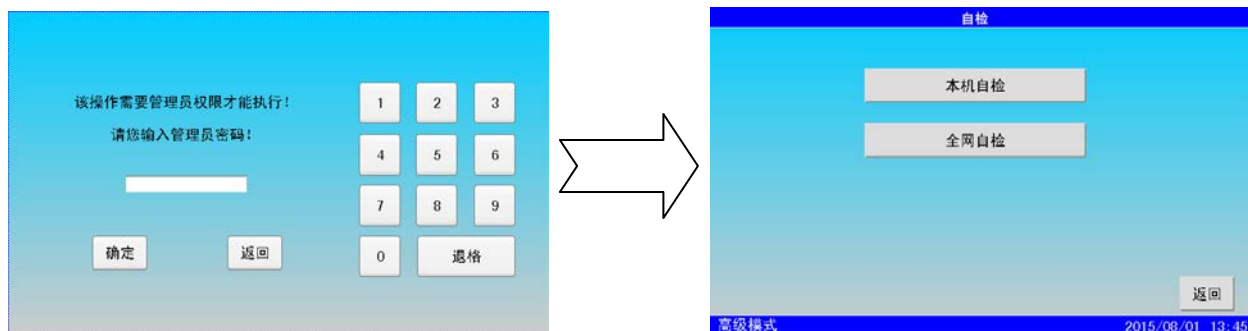 该操作需要管理员权限才能执行!
请您输入管理员密码!
1 2 3
4 5 6
7 8 9
确定 返回 0 退格
自检
本机自检
全网自检
返回
高级模式 2015/08/01 13:45